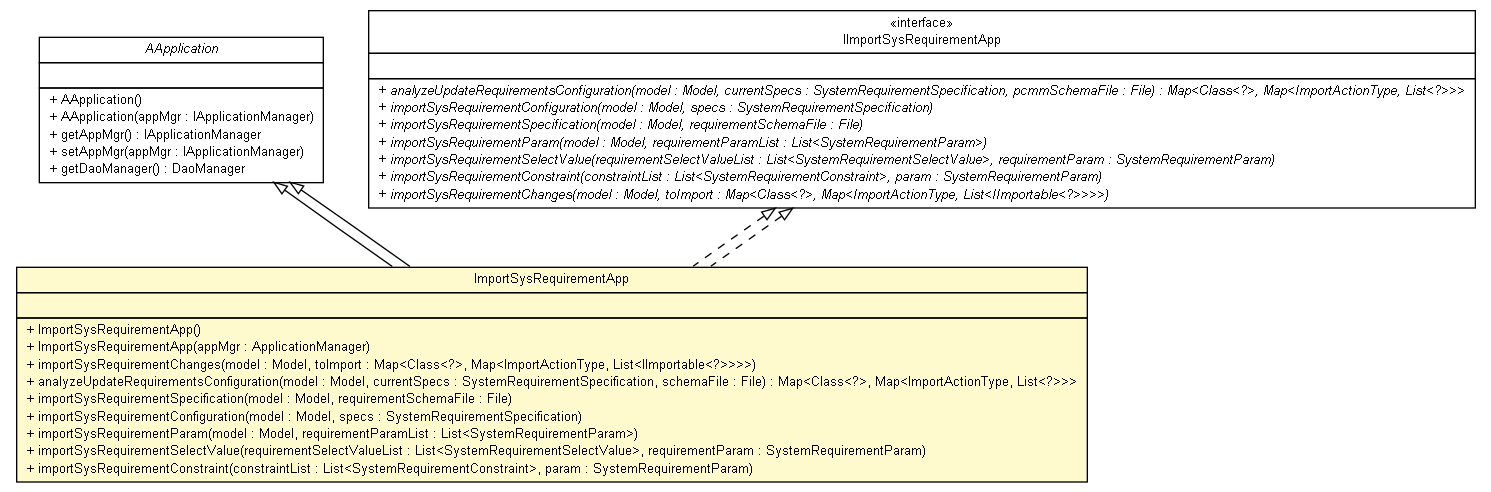 AApplication
+ AApplication()
+ AApplication(appMgr : IApplicationManager)
+ getAppMgr() : IApplicationManager
+ setAppMgr(appMgr : IApplicationManager)
+ getDaoManager() : DaoManager
«interface»
IImportSysRequirementApp
+ analyzeUpdateRequirementsConfiguration(model : Model, currentSpecs : SystemRequirementSpecification, pcmmSchemaFile : File) : Map<Class<?>, Map<ImportActionType, List<?>>>
+ importSysRequirementConfiguration(model : Model, specs : SystemRequirementSpecification)
+ importSysRequirementSpecification(model : Model, requirementSchemaFile : File)
+ importSysRequirementParam(model : Model, requirementParamList : List<SystemRequirementParam>)
+ importSysRequirementSelectValue(requirementSelectValueList : List<SystemRequirementSelectValue>, requirementParam : SystemRequirementParam)
+ importSysRequirementConstraint(constraintList : List<SystemRequirementConstraint>, param : SystemRequirementParam)
+ importSysRequirementChanges(model : Model, toImport : Map<Class<?>, Map<ImportActionType, List<IImportable<?>>>>)
ImportSysRequirementApp
+ ImportSysRequirementApp()
+ ImportSysRequirementApp(appMgr : ApplicationManager)
+ importSysRequirementChanges(model : Model, toImport : Map<Class<?>, Map<ImportActionType, List<IImportable<?>>>>)
+ analyzeUpdateRequirementsConfiguration(model : Model, currentSpecs : SystemRequirementSpecification, schemaFile : File) : Map<Class<?>, Map<ImportActionType, List<?>>>
+ importSysRequirementSpecification(model : Model, requirementSchemaFile : File)
+ importSysRequirementConfiguration(model : Model, specs : SystemRequirementSpecification)
+ importSysRequirementParam(model : Model, requirementParamList : List<SystemRequirementParam>)
+ importSysRequirementSelectValue(requirementSelectValueList : List<SystemRequirementSelectValue>, requirementParam : SystemRequirementParam)
+ importSysRequirementConstraint(constraintList : List<SystemRequirementConstraint>, param : SystemRequirementParam)